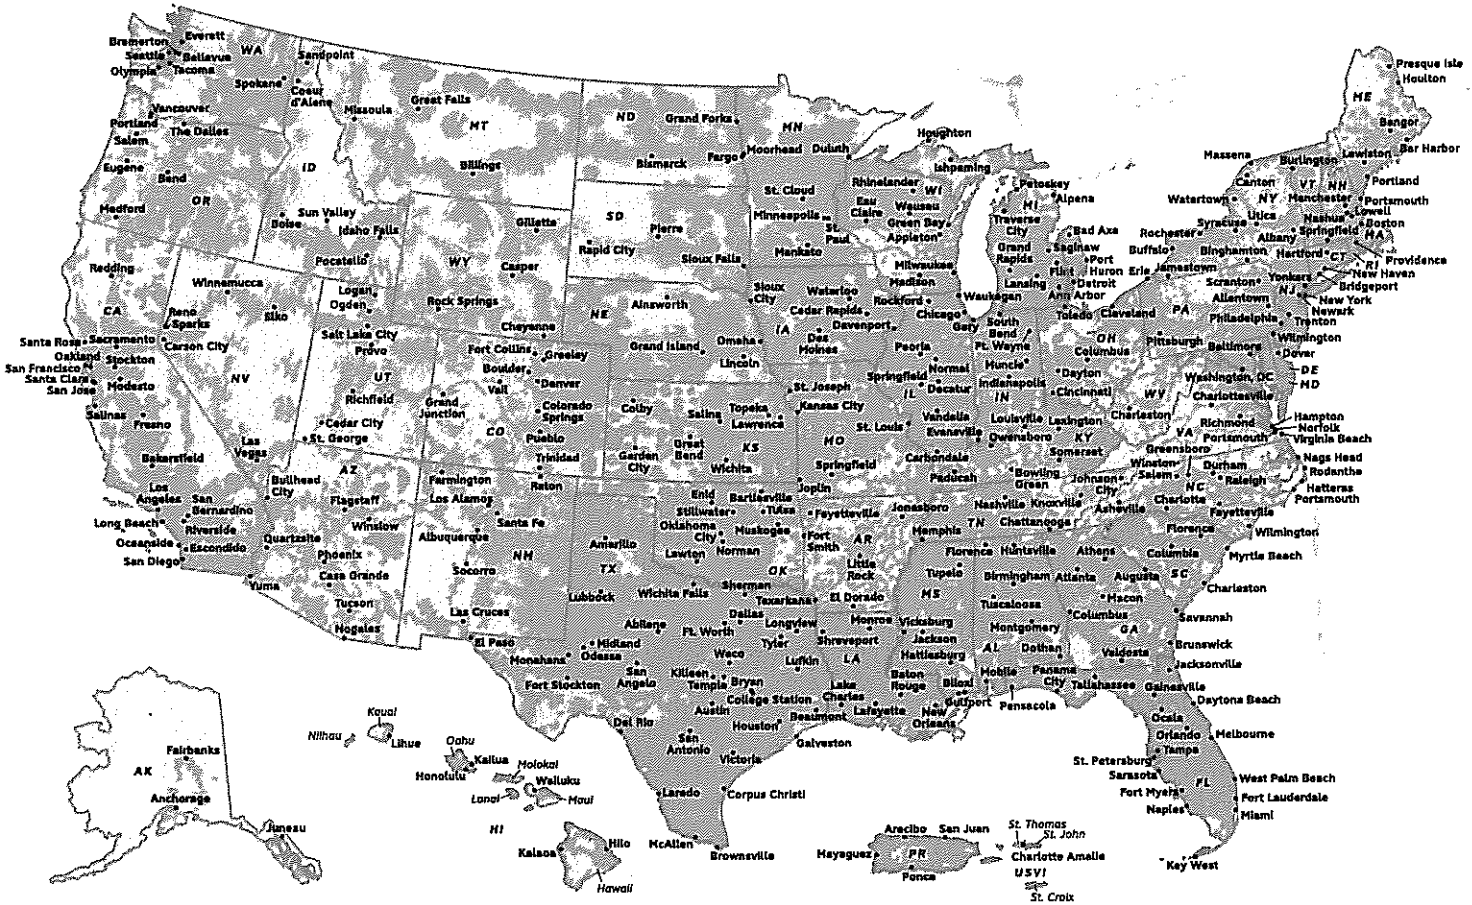 Bremerton
Everett
Seattle
Bellevue
Olympia
Tacoma
WA
Spokane
Sandpoint
Coeur
d'Alene
Vancouver
Portland
The Dalles
Salem
Eugene
Bend
OR
Medford
Missoula
Great Falls
MT
Billings
ID
Sun Valley
Boise
Idaho Falls
Pocatello
ND
Grand Forks
Bismarck
Fargo
SD
Pierre
Rapid City
Sioux Falls
MN
Moorhead
Duluth
St. Cloud
Minneapolis
St.
Paul
Mankato
Gillette
WY
Casper
Rock Springs
Cheyenne
Redding
CA
Winnemucca
Elko
Reno
Sparks
Carson City
NV
Las
Vegas
Logan
Ogden
Salt Lake City
Provo
UT
Richfield
Cedar City
St. George
Santa Rosa
Sacramento
Oakland
Stockton
San Francisco
Santa Clara
San Jose
Modesto
Salinas
Fresno
Bakersfield
Los
Angeles
San
Bernardino
Long Beach
Riverside
Oceanside
Escondido
San Diego
Fort Collins
Greeley
Boulder
Denver
Vail
Grand
Junction
Colorado
Springs
CO
Pueblo
Trinidad
NE
Ainsworth
Grand Island
Omaha
Lincoln
Colby
Salina
Topeka
Lawrence
Great
Bend
KS
Garden
City
Wichita
Sioux
City
Waterloo
Cedar Rapids
IA
Des
Moines
Davenport
St. Joseph
Kansas City
MO
St. Louis
Springfield
Joplin
Houghton
Ishpeming
Rhinelander
WI
Wausau
Eau
Claire
Green Bay
Appleton
Milwaukee
Madison
Petoskey
Alpena
MI
Traverse
City
Bad Axe
Grand
Rapids
Saginaw
Port
Huron
Flint
Lansing
Detroit
Ann Arbor
Rockford
Waukegan
Chicago
Gary
South
Bend
Peoria
Ft. Wayne
Normal
Muncie
Springfield
Decatur
Indianapolis
IL
IN
Vandalia
Evansville
Carbondale
Toledo
Cleveland
OH
Columbus
Dayton
Cincinnati
Louisville
Lexington
Owensboro
KY
Somerset
Paducah
Bowling
Green
WV
Charleston
Erie
Jamestown
PA
Pittsburgh
Scranton
Allentown
Philadelphia
Massena
Canton
Watertown
NY
Syracuse
Utica
Rochester
Buffalo
Binghamton
Albany
Yonkers
New York
Burlington
VT
NH
Manchester
Nashua
Presque Isle
Houlton
ME
Bangor
Bar Harbor
Lewiston
Portland
Portsmouth
Lowell
Boston
MA
Springfield
Hartford
CT
RI
Providence
New Haven
Bridgeport
NJ
Newark
Trenton
Wilmington
Dover
DE
MD
Baltimore
Washington, DC
Charlottesville
Richmond
VA
Portsmouth
Hampton
Norfolk
Virginia Beach
Greensboro
Winston
Salem
Durham
Raleigh
NC
Charlotte
Asheville
Fayetteville
Nags Head
Rodanthe
Hatteras
Portsmouth
Wilmington
Johnson
City
Nashville
Knoxville
TN
Chattanooga
Memphis
Florence
Columbia
SC
Myrtle Beach
Charleston
Bullhead
City
AZ
Flagstaff
Winslow
Quartzsite
Phoenix
Yuma
Casa Grande
Tucson
Nogales
Farmington
Raton
Los Alamos
Santa Fe
Albuquerque
NM
Socorro
Las Cruces
Enid
Bartlesville
Stillwater
Tulsa
Oklahoma
City
Muskogee
Norman
Lawton
OK
Amarillo
TX
Lubbock
Wichita Falls
Sherman
Texarkana
Dallas
Abilene
Ft. Worth
Longview
Tyler
El Paso
Midland
Odessa
Monahans
San
Angelo
Waco
Lufkin
Killeen
Temple
Bryan
College Station
Fort Stockton
Austin
Beaumont
Houston
Del Rio
San
Antonio
Galveston
Victoria
Laredo
Corpus Christi
McAllen
Brownsville
Fayetteville
Jonesboro
Fort
Smith
AR
Little
Rock
El Dorado
Monroe
Shreveport
LA
Lake
Charles
Baton
Rouge
Lafayette
New
Orleans
Tupelo
MS
Vicksburg
Jackson
Hattiesburg
Biloxi
Gulfport
Florence
Huntsville
Birmingham
Tuscaloosa
Montgomery
AL
Dothan
Mobile
Pensacola
Athens
Atlanta
Augusta
Macon
Columbus
GA
Savannah
Valdosta
Brunswick
Panama
City
Tallahassee
Jacksonville
Gainesville
Daytona Beach
Ocala
Orlando
Melbourne
Tampa
St. Petersburg
Sarasota
FL
West Palm Beach
Fort Myers
Fort Lauderdale
Naples
Miami
Key West
Fairbanks
AK
Anchorage
Juneau
Kauai
Niihau
Lihue
Oahu
Kailua
Honolulu
Molokai
Wailuku
Lanai
Maui
HI
Kalaoa
Hilo
Hawaii
Arecibo
San Juan
Mayaguez
PR
Ponce
St. Thomas
St. John
Charlotte Amalie
USVI
St. Croix